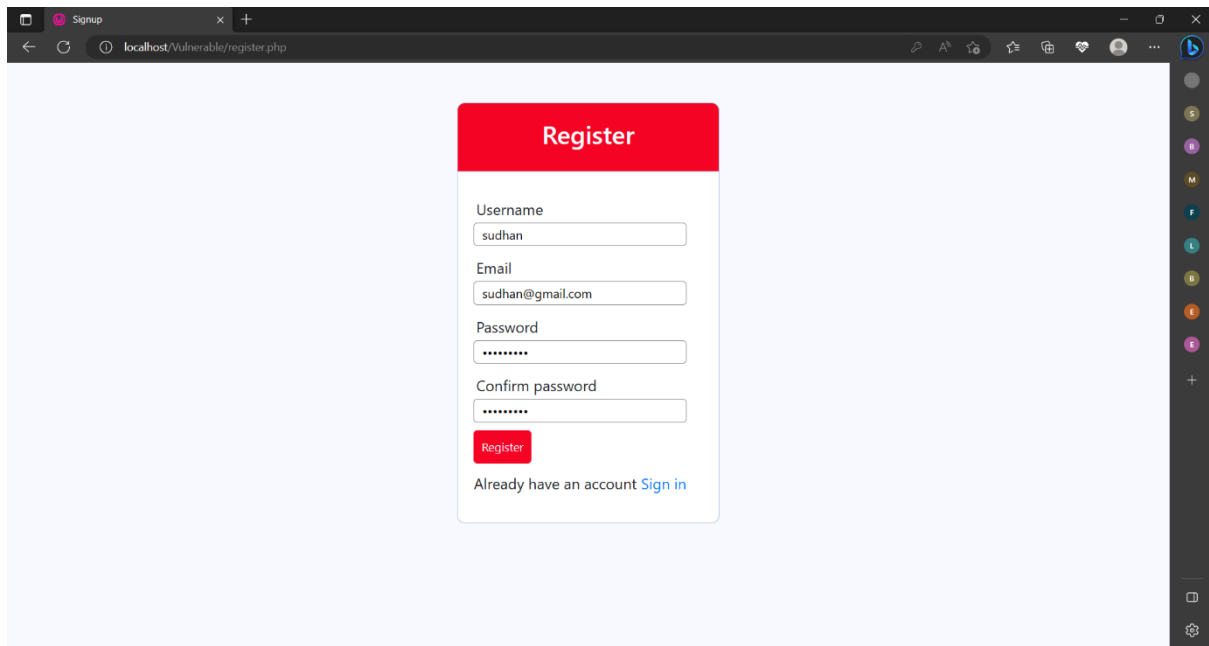 Signup
localhost/Vulnerable/register.php
S
B
M
F
L
B
E
E
Register
Username
sudhan
Email
sudhan@gmail.com
Password
•••••••••
Confirm password
•••••••••
Register
Already have an account Sign in